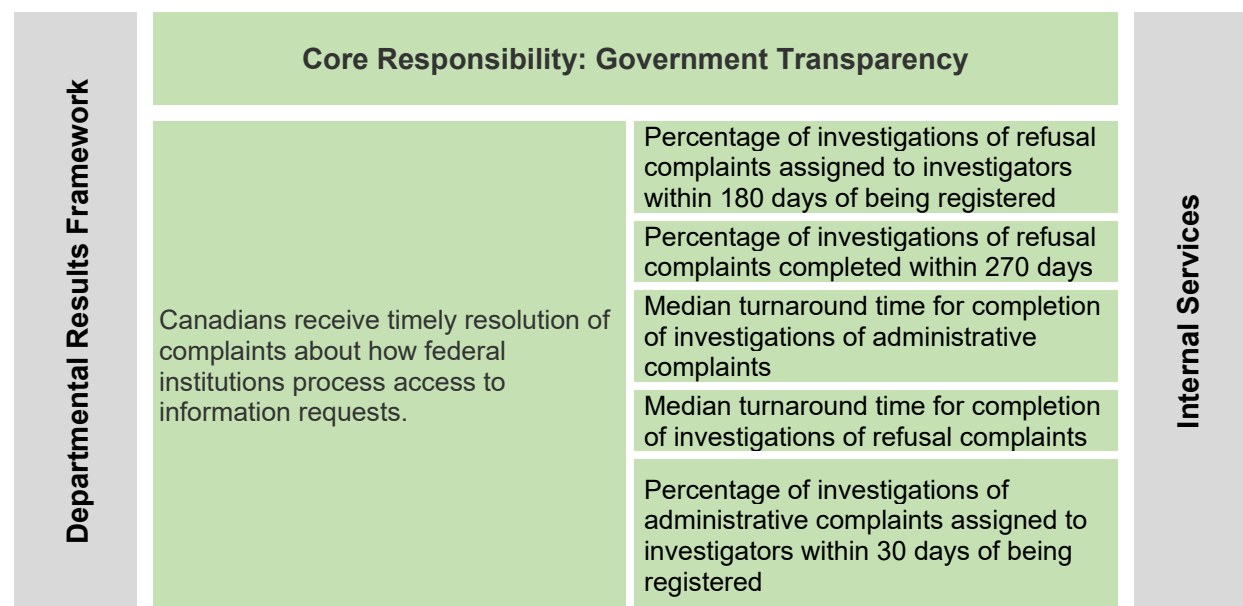 Departmental Results Framework
Core Responsibility: Government Transparency
Canadians receive timely resolution of
complaints about how federal
institutions process access to
information requests.
Percentage of investigations of refusal
complaints assigned to investigators
within 180 days of being registered
Percentage of investigations of refusal
complaints completed within 270 days
Median turnaround time for completion
of investigations of administrative
complaints
Median turnaround time for completion
of investigations of refusal complaints
Percentage of investigations of
administrative complaints assigned to
investigators within 30 days of being
registered
Internal Services